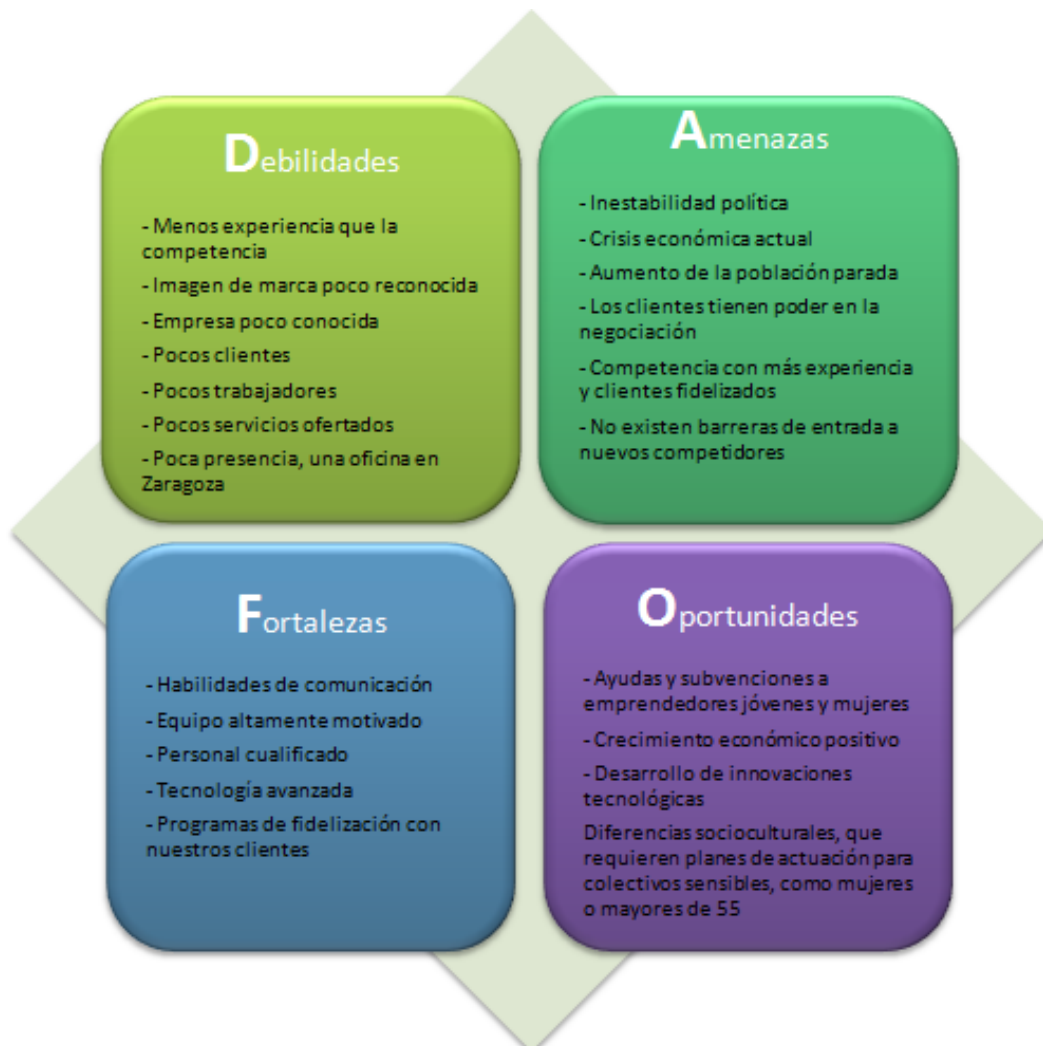 Debilidades
- Menos experiencia que la
competencia
- Imagen de marca poco reconocida
- Empresa poco conocida
- Pocos clientes
- Pocos trabajadores
- Pocos servicios ofertados
- Poca presencia, una oficina en
Zaragoza
Amenazas
- Inestabilidad política
- Crisis económica actual
- Aumento de la población parada
- Los clientes tienen poder en la
negociación
- Competencia con más experiencia
y clientes fidelizados
- No existen barreras de entrada a
nuevos competidores
Fortalezas
- Habilidades de comunicación
- Equipo altamente motivado
- Personal cualificado
- Tecnología avanzada
- Programas de fidelización con
nuestros clientes
Oportunidades
- Ayudas y subvenciones a
emprendedores jóvenes y mujeres
- Crecimiento económico positivo
- Desarrollo de innovaciones
tecnológicas
Diferencias socioculturales, que
requieren planes de actuación para
colectivos sensibles, como mujeres
o mayores de 55